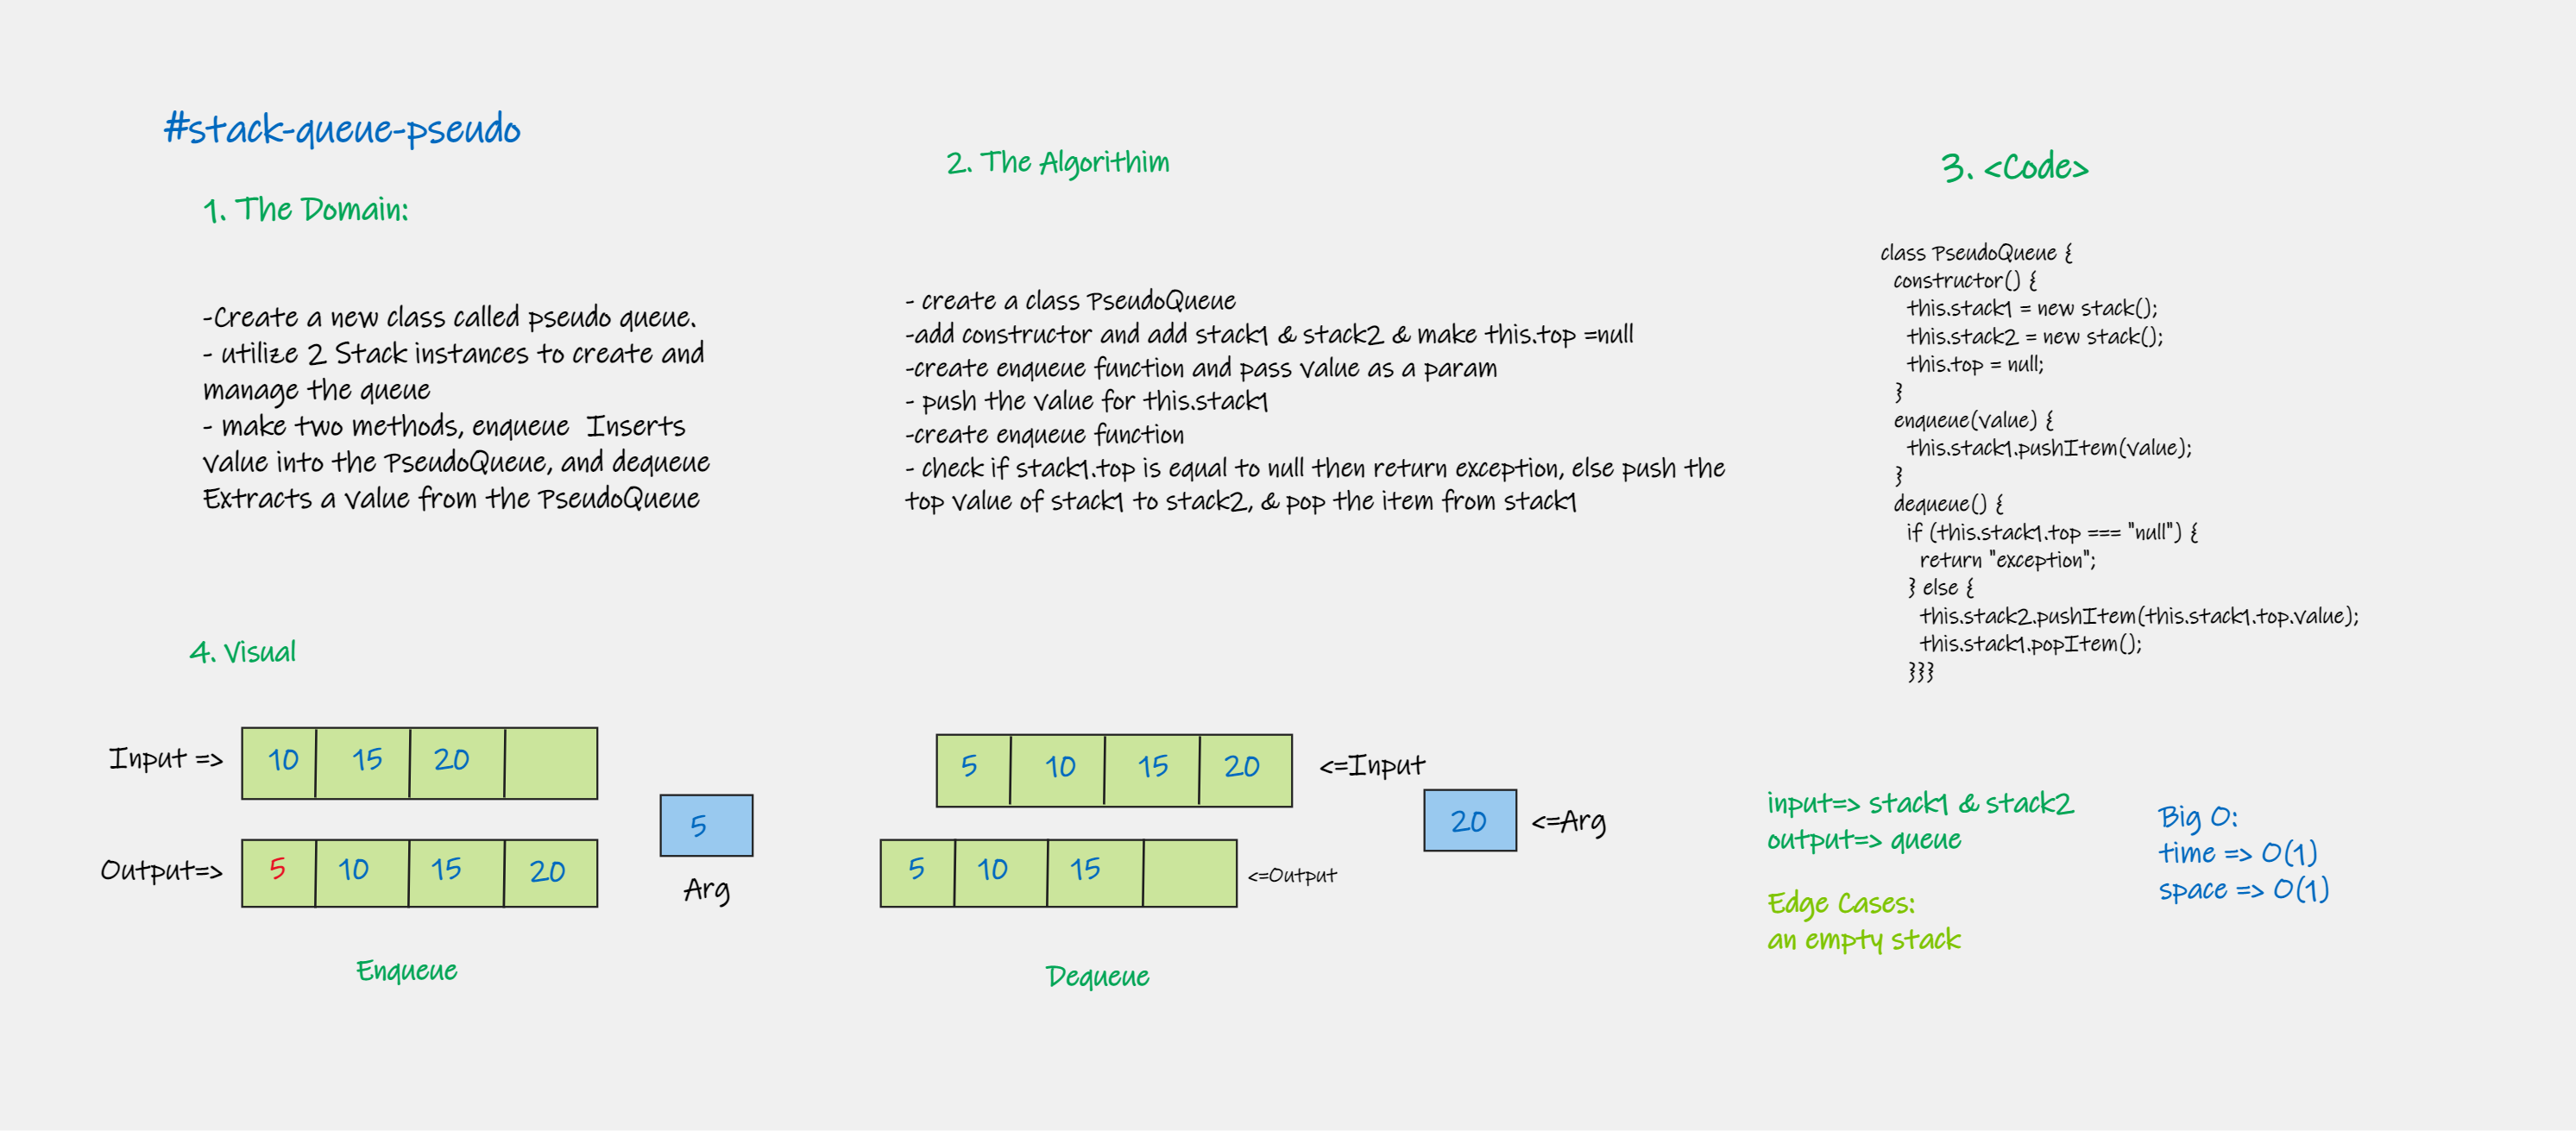 #stack-queue-pseudo
1. The Domain:
-Create a new class called pseudo queue.
- utilize 2 Stack instances to create and
manage the queue
- make two methods, enqueue  Inserts
value into the PseudoQueue, and dequeue
Extracts a value from the PseudoQueue
2. The Algorithim
- create a class PseudoQueue
-add constructor and add stack1 & stack2 & make this.top =null
-create enqueue function and pass value as a param
- push the value for this.stack1
-create enqueue function
- check if stack1.top is equal to null then return exception, else push the
top value of stack1 to stack2, & pop the item from stack1
3. <Code>
class PseudoQueue {
constructor() {
this.stack1 = new stack();
this.stack2 = new stack();
this.top = null;
}
enqueue(value) {
this.stack1.pushItem(value);
}
dequeue() {
if (this.stack1.top === "null") {
return "exception";
} else {
this.stack2.pushItem(this.stack1.top.value);
this.stack1.popItem();
}}}
4. Visual
Input => 10 15 20
Output=> 5 10 15 20
5
Arg
Enqueue
5 10 15 20 <=Input
20 <=Arg
5 10 15 <=Output
Dequeue
input=> stack1 & stack2
output=> queue
Edge Cases:
an empty stack
Big O:
time => O(1)
space => O(1)